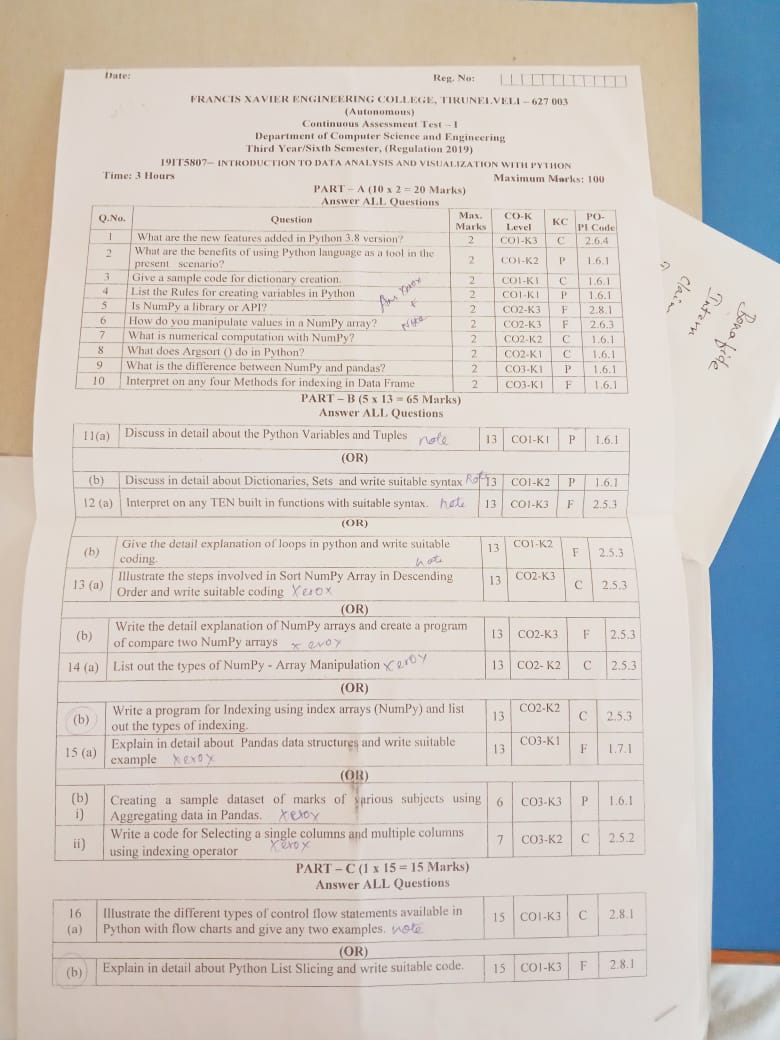 Date:
Reg. No:
FRANCIS XAVIER ENGINEERING COLLEGE, TIRUNELVELI – 627 003
(Autonomous)
Continuous Assessment Test – I
Department of Computer Science and Engineering
Third Year/Sixth Semester, (Regulation 2019)
19IT5807– INTRODUCTION TO DATA ANALYSIS AND VISUALIZATION WITH PYTHON
Time: 3 Hours Maximum Marks: 100
PART – A (10 x 2 = 20 Marks)
Answer ALL Questions
Q.No. Question Max. Marks CO-K Level KC PO-PI Code
1 What are the new features added in Python 3.8 version? 2 CO1-K3 C 2.6.4
2 What are the benefits of using Python language as a tool in the
present scenario? 2 CO1-K2 P 1.6.1
3 Give a sample code for dictionary creation. 2 CO1-K1 C 1.6.1
4 List the Rules for creating variables in Python 2 CO1-K1 P 1.6.1
5 Is NumPy a library or API? 2 CO2-K3 F 2.8.1
6 How do you manipulate values in a NumPy array? 2 CO2-K3 F 2.6.3
7 What is numerical computation with NumPy? 2 CO2-K2 C 1.6.1
8 What does Argsort () do in Python? 2 CO2-K1 C 1.6.1
9 What is the difference between NumPy and pandas? 2 CO3-K1 P 1.6.1
10 Interpret on any four Methods for indexing in Data Frame 2 CO3-K1 F 1.6.1
PART – B (5 x 13 = 65 Marks)
Answer ALL Questions
11(a) Discuss in detail about the Python Variables and Tuples note 13 CO1-K1 P 1.6.1
(OR)
(b) Discuss in detail about Dictionaries, Sets and write suitable syntax Note 13 CO1-K2 P 1.6.1
12 (a) Interpret on any TEN built in functions with suitable syntax. note 13 CO1-K3 F 2.5.3
(OR)
(b) Give the detail explanation of loops in python and write suitable
coding. note 13 CO1-K2 F 2.5.3
13 (a) Illustrate the steps involved in Sort NumPy Array in Descending
Order and write suitable coding Xerox 13 CO2-K3 C 2.5.3
(OR)
(b) Write the detail explanation of NumPy arrays and create a program
of compare two NumPy arrays xerox 13 CO2-K3 F 2.5.3
14 (a) List out the types of NumPy - Array Manipulation xerox 13 CO2- K2 C 2.5.3
(OR)
(b) Write a program for Indexing using index arrays (NumPy) and list
out the types of indexing. 13 CO2-K2 C 2.5.3
15 (a) Explain in detail about Pandas data structures and write suitable
example xerox 13 CO3-K1 F 1.7.1
(OR)
(b) i) Creating a sample dataset of marks of various subjects using
Aggregating data in Pandas. Xerox 6 CO3-K3 P 1.6.1
ii) Write a code for Selecting a single columns and multiple columns
using indexing operator Xerox 7 CO3-K2 C 2.5.2
PART – C (1 x 15 = 15 Marks)
Answer ALL Questions
16 (a) Illustrate the different types of control flow statements available in
Python with flow charts and give any two examples. note 15 CO1-K3 C 2.8.1
(OR)
(b) Explain in detail about Python List Slicing and write suitable code. 15 CO1-K3 F 2.8.1
Bonafide
Intern